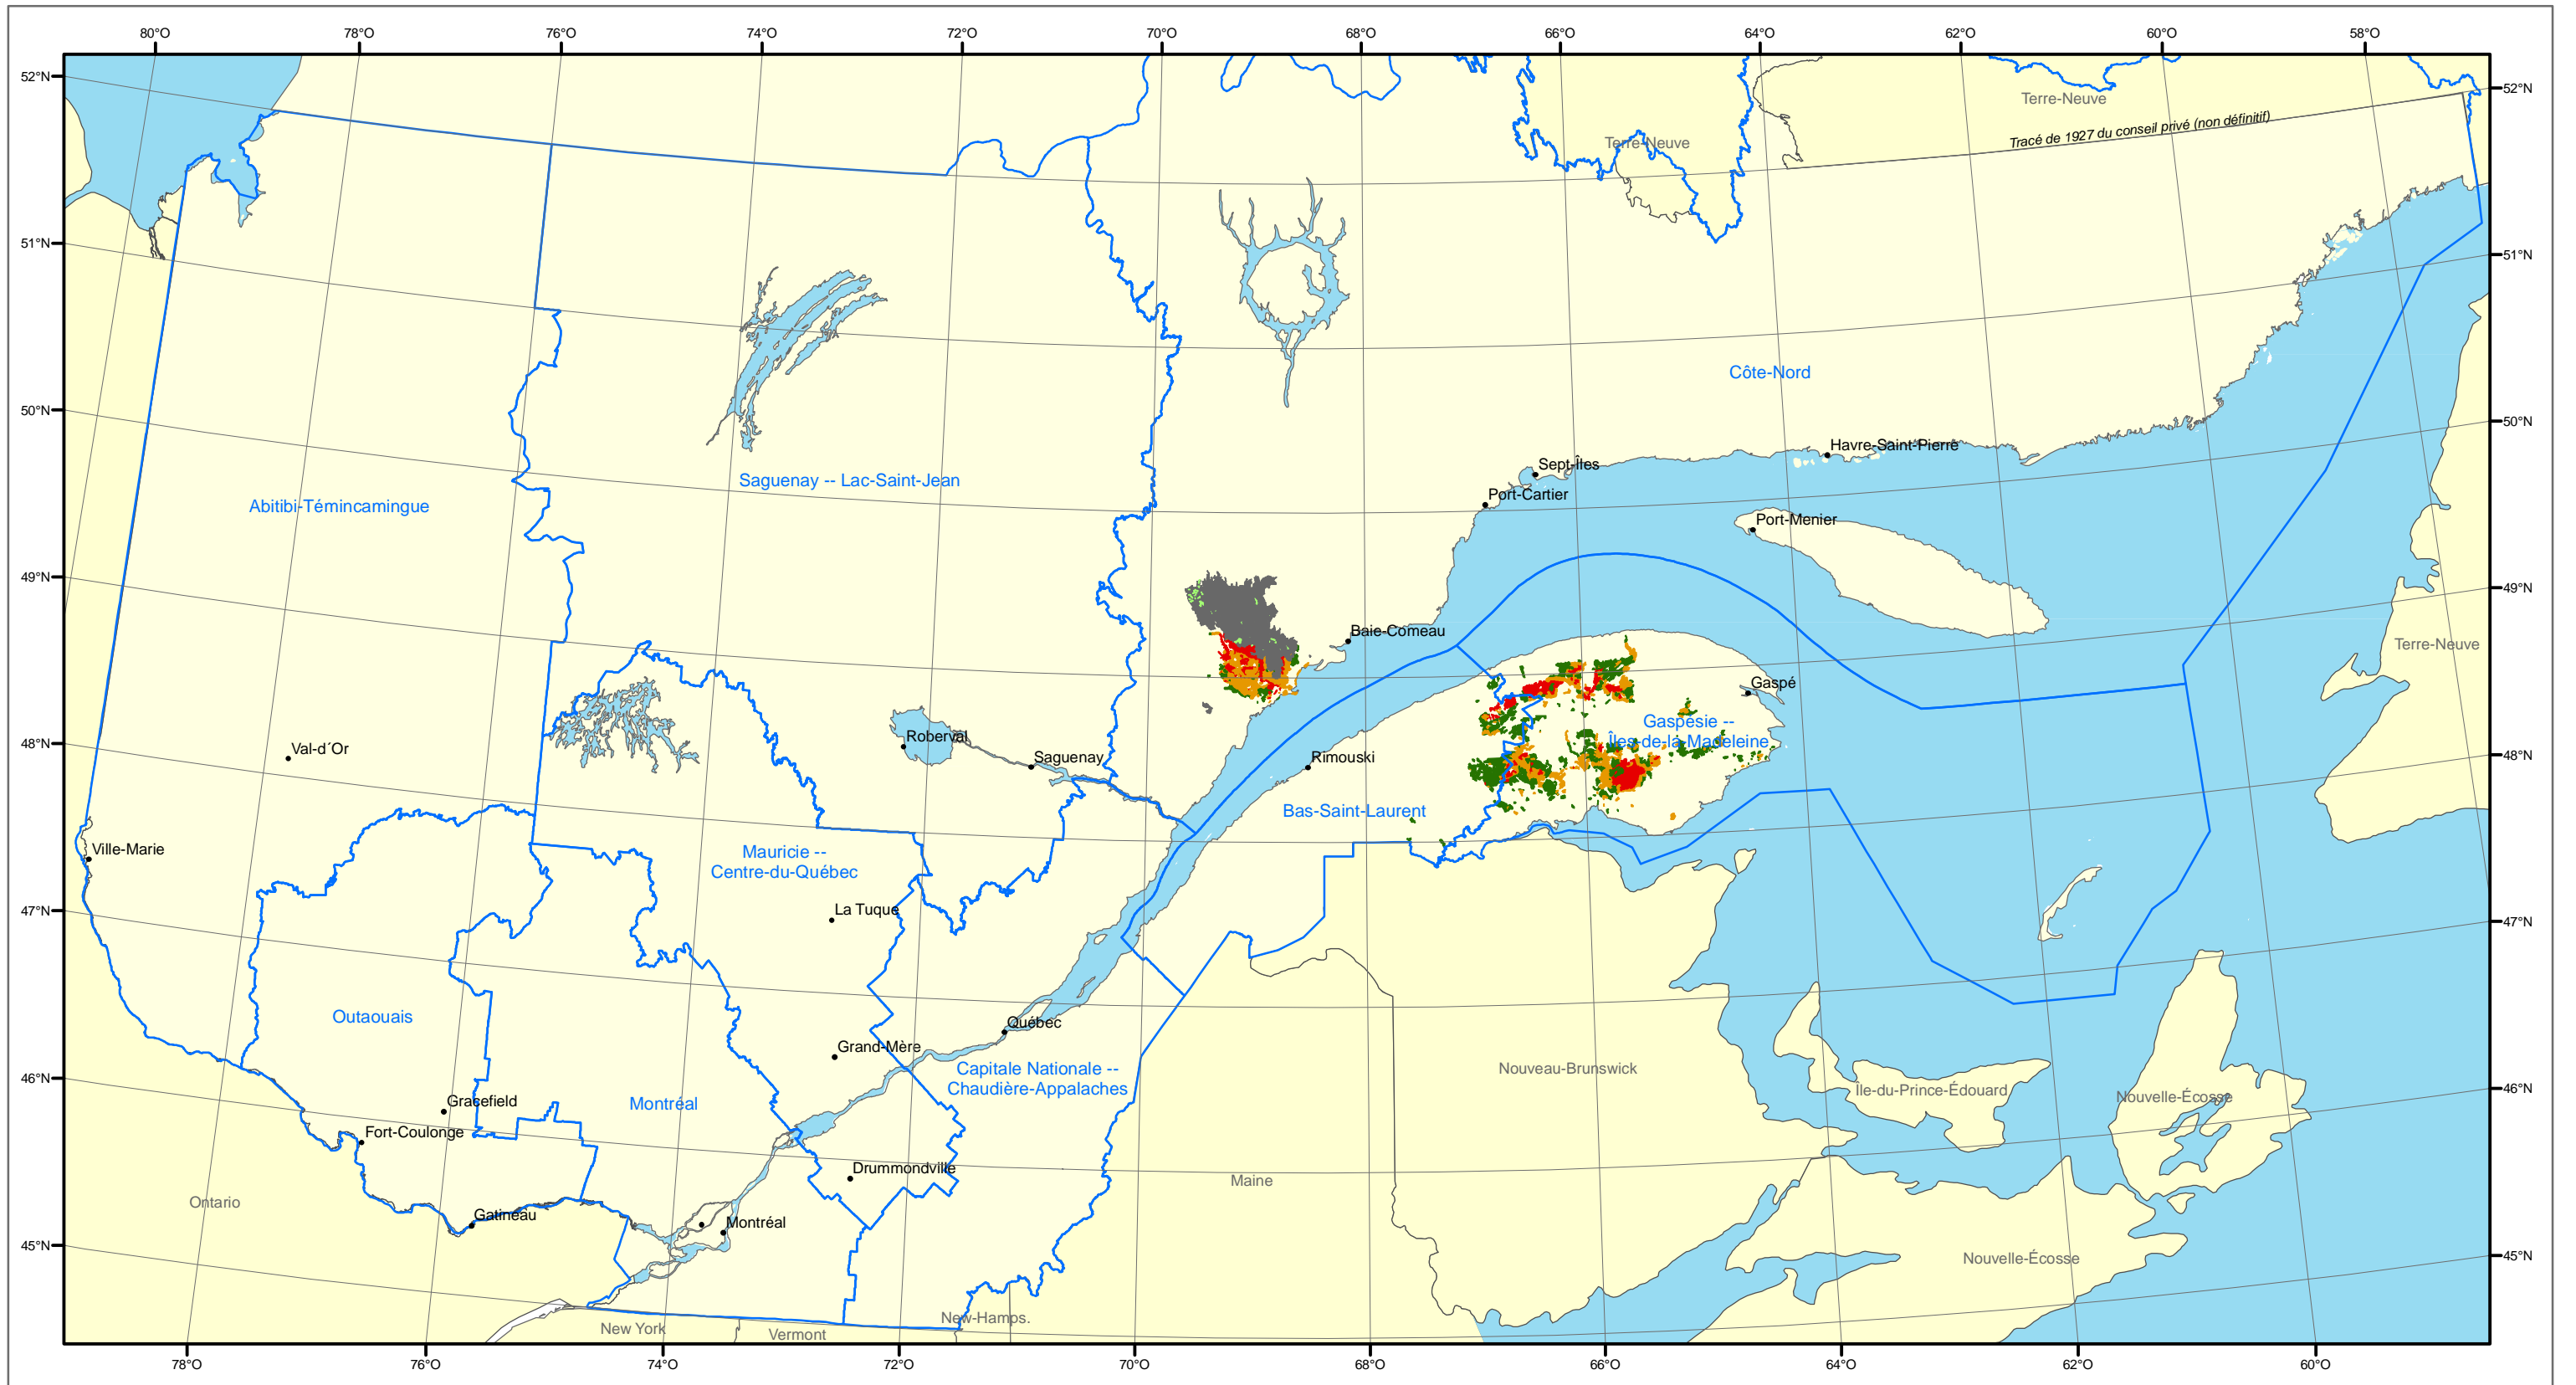 80°O 78°O 76°O 74°O 72°O 70°O 68°O 66°O 64°O 62°O 60°O 58°O
52°N
52°N
Terre-Neuve
Tracé de 1927 du conseil privé (non définitif)
Terre-Neuve
51°N
51°N
Côte-Nord
50°N
50°N
Havre-Saint-Pierre
Sept-Îles
Saguenay -- Lac-Saint-Jean
Port-Cartier
Abitibi-Témincamingue
Port-Menier
49°N
49°N
Baie-Comeau
Terre-Neuve
Gaspé
Gaspésie --
Îles-de-la-Madeleine
Roberval
48°N
48°N
Val-d´Or
Saguenay
Rimouski
Bas-Saint-Laurent
Ville-Marie
Mauricie --
Centre-du-Québec
47°N
La Tuque
47°N
Outaouais
Québec
Grand-Mère
Capitale Nationale --
Chaudière-Appalaches
Nouveau-Brunswick
46°N
46°N
Île-du-Prince-Édouard
Nouvelle-Écosse
Gracefield
Montréal
Fort-Coulonge
Drummondville
Maine
Ontario
Gatineau
Montréal
45°N
45°N
Nouvelle-Écosse
New-Hamps.
New York
Vermont
78°O 76°O 74°O 72°O 70°O 68°O 66°O 64°O 62°O 60°O